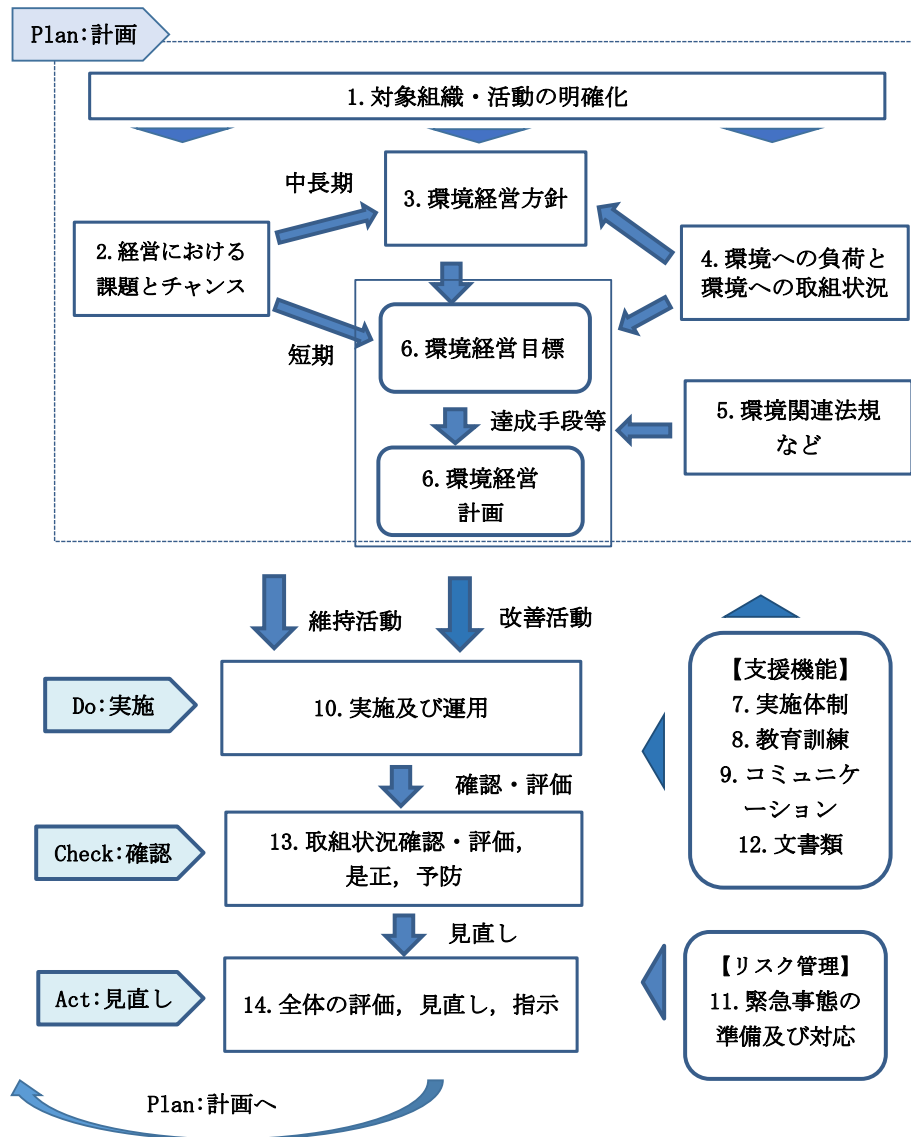 Plan:計画
1.対象組織・活動の明確化
中長期
3.環境経営方針
2.経営における
課題とチャンス
4.環境への負荷と
環境への取組状況
短期
6.環境経営目標
達成手段等
5.環境関連法規
など
6.環境経営
計画
維持活動
改善活動
【支援機能】
7.実施体制
8.教育訓練
9.コミュニケ
ーション
12.文書類
Do:実施
10.実施及び運用
確認・評価
Check:確認
13.取組状況確認・評価,
是正,予防
見直し
【リスク管理】
11.緊急事態の
準備及び対応
Act:見直し
14.全体の評価,見直し,指示
Plan:計画へ